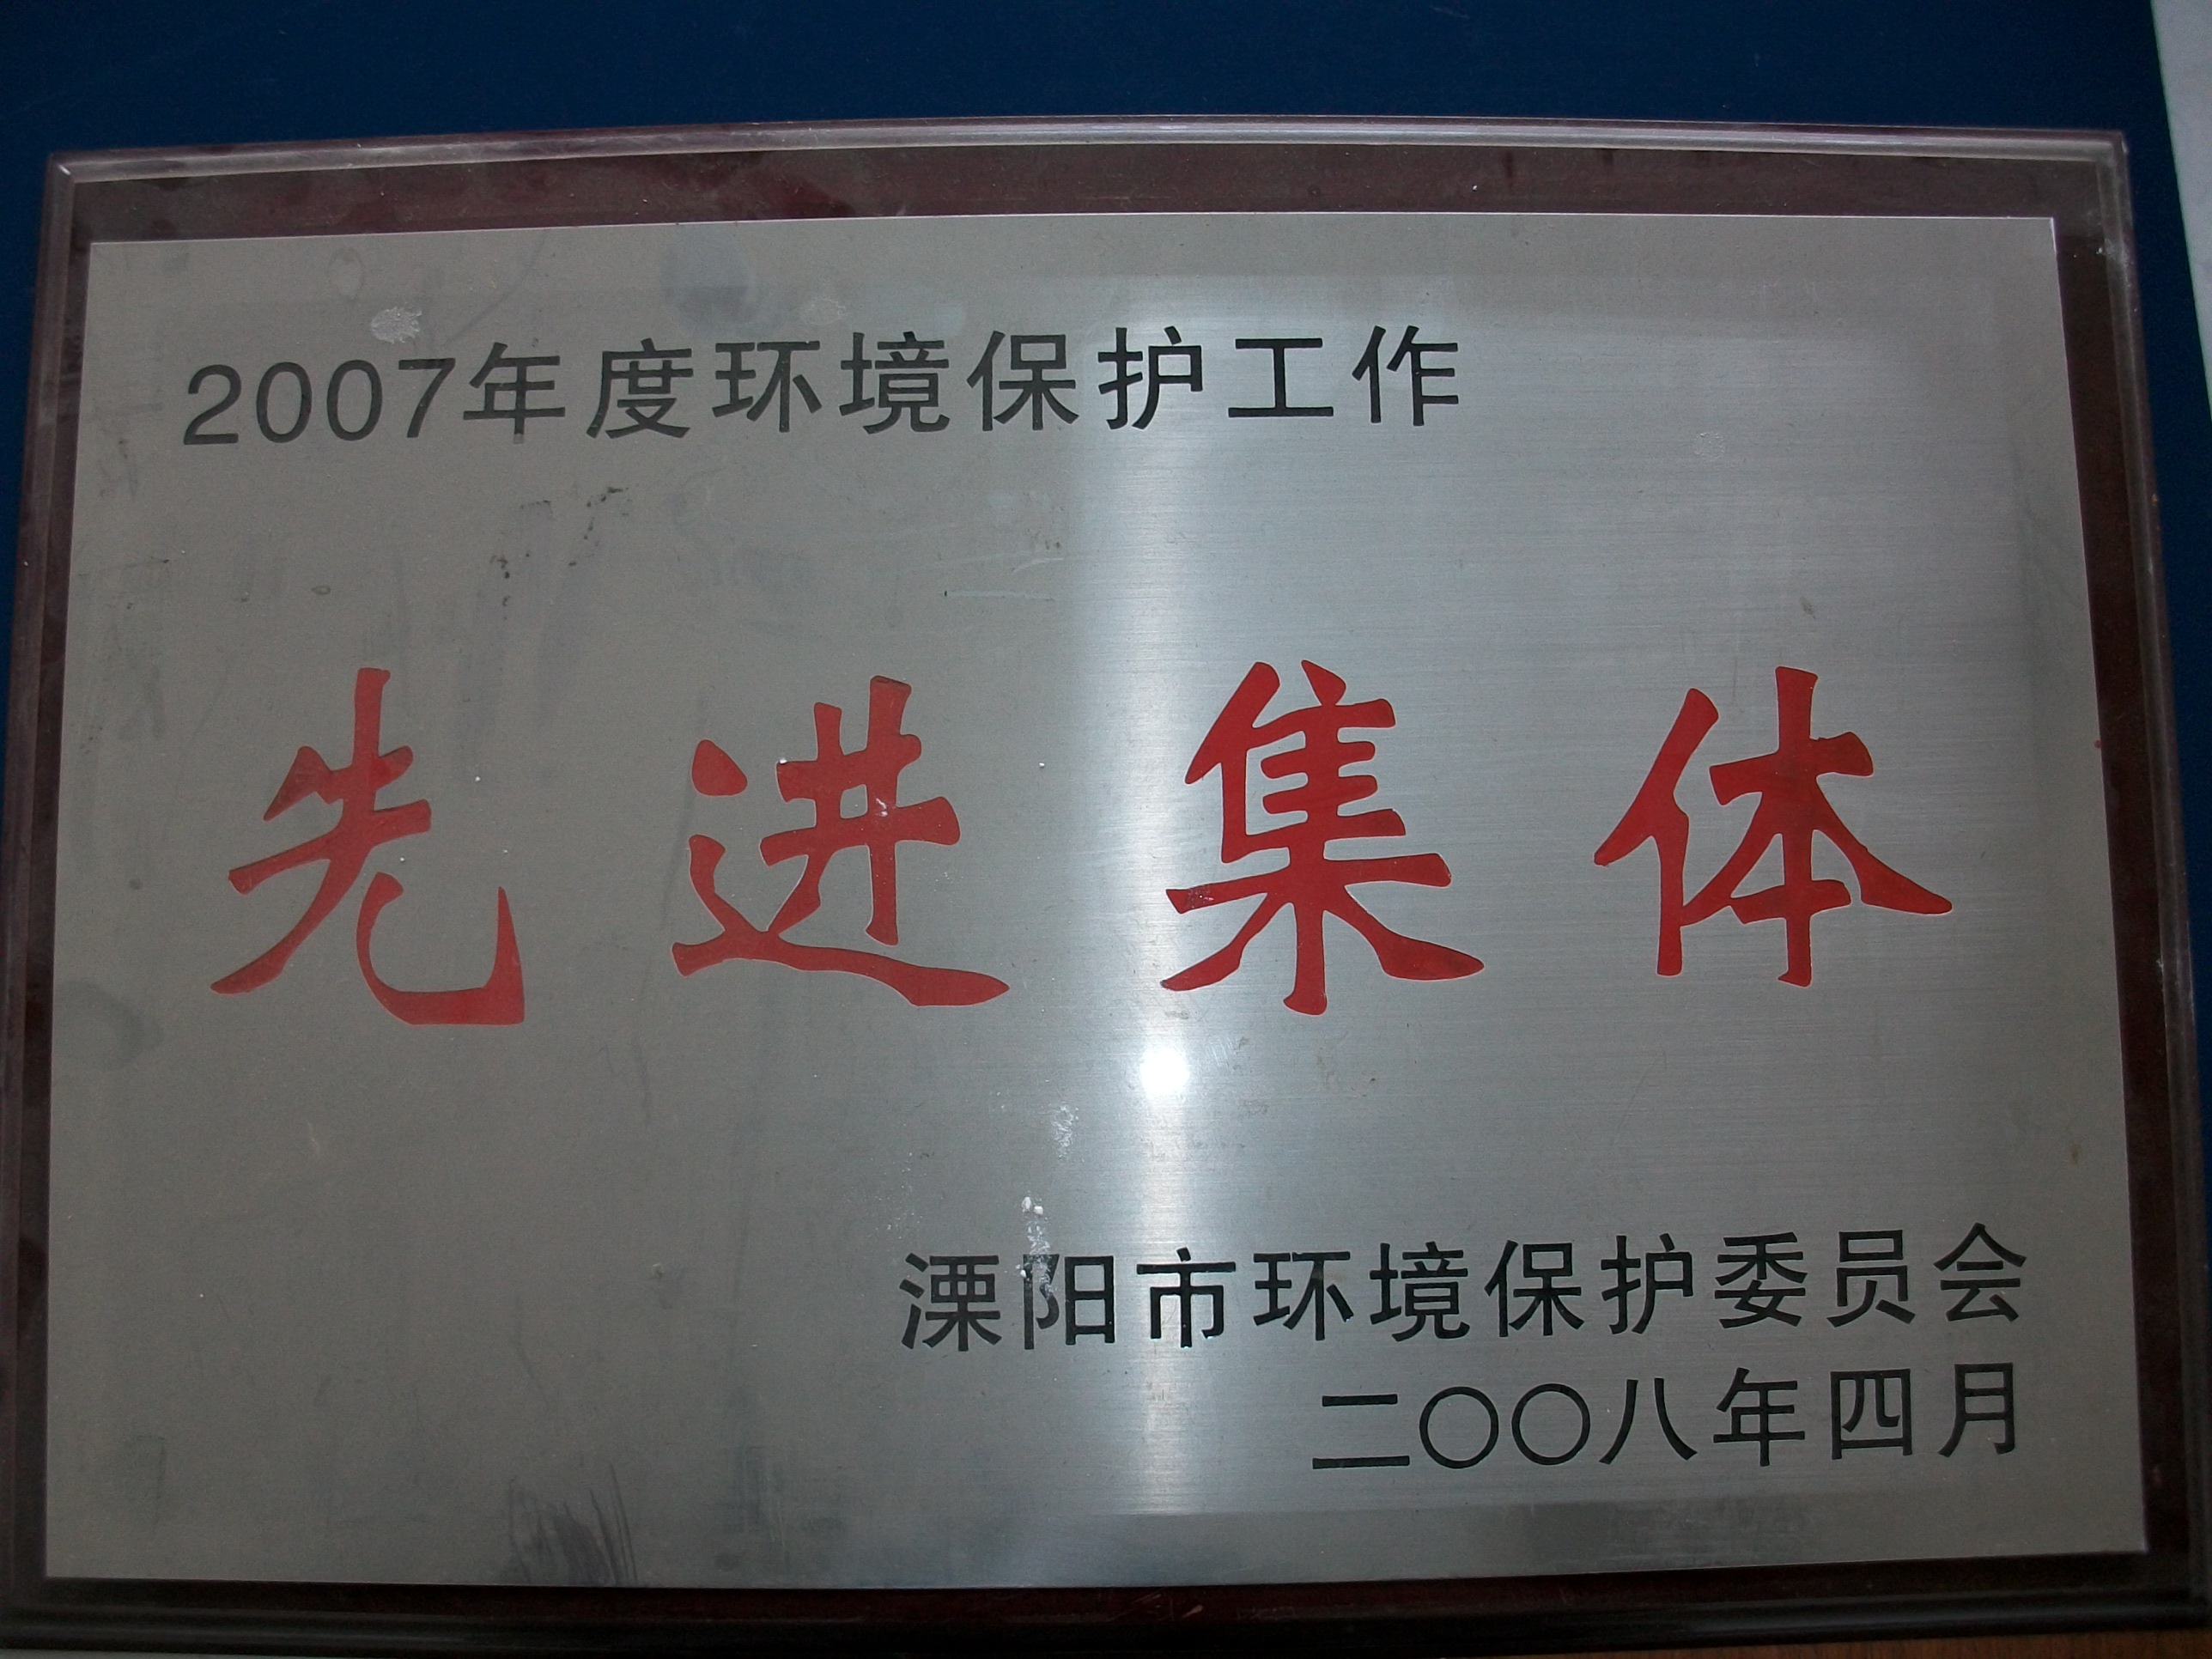 2007年度环境保护工作
先进集体
溧阳市环境保护委员会
二〇〇八年四月